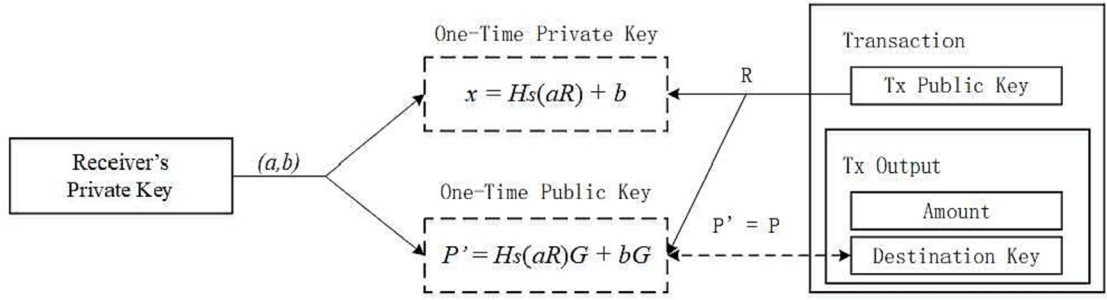 One-Time Private Key
x = Hs(aR) + b
Receiver's
Private Key
(a,b)
One-Time Public Key
P' = Hs(aR)G + bG
R
P' = P
Transaction
Tx Public Key
Tx Output
Amount
Destination Key